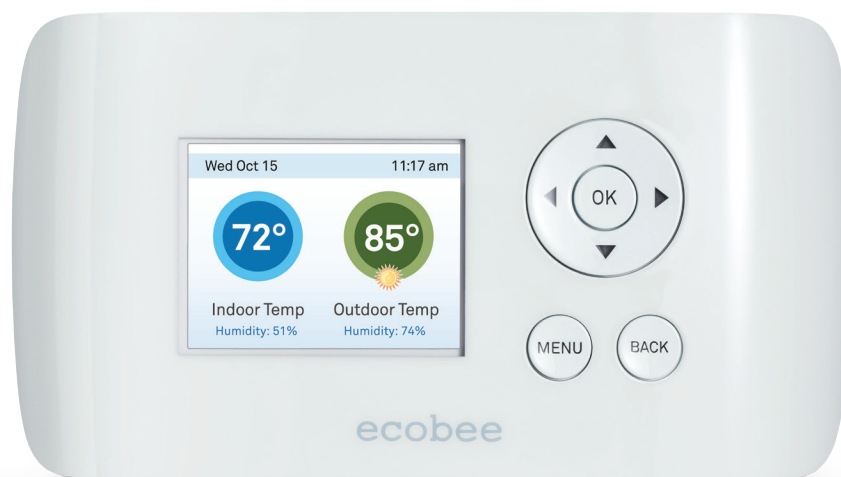 Wed Oct 15 11:17 am
72° 85°
Indoor Temp Outdoor Temp
Humidity: 51% Humidity: 74%
OK
MENU BACK
ecobee